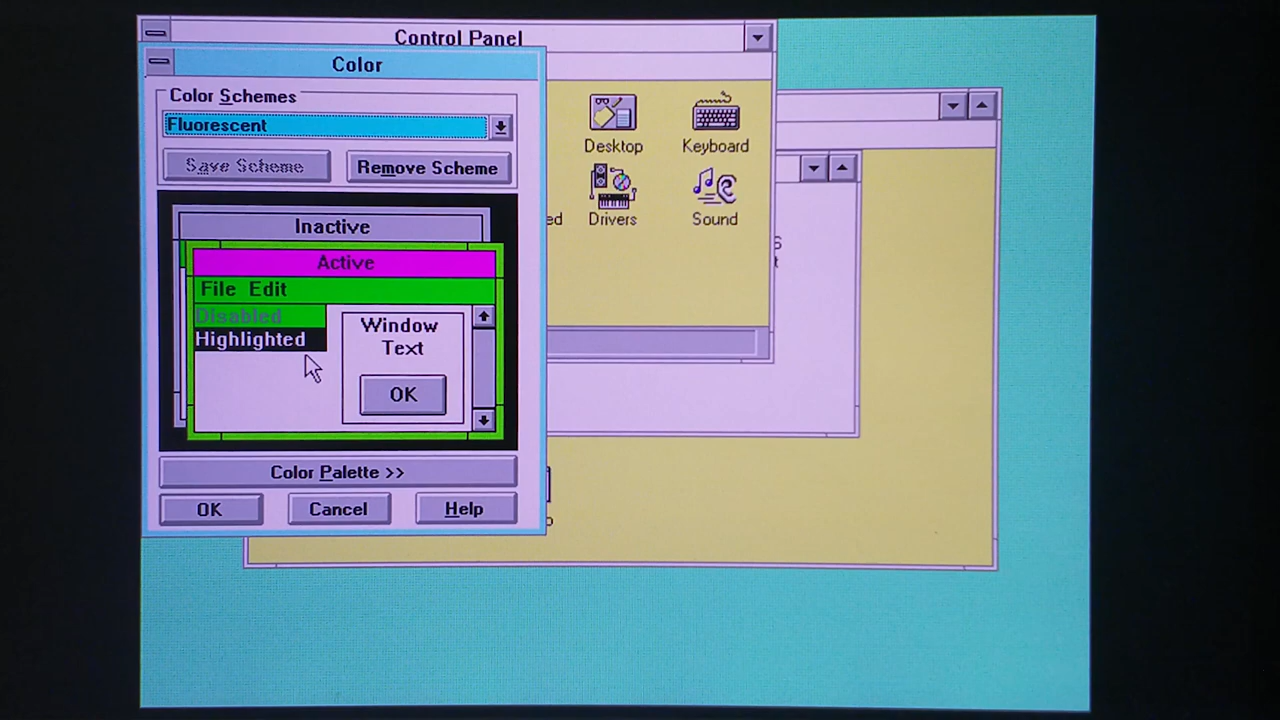 Control Panel
Color
Color Schemes
Fluorescent
Save Scheme
Remove Scheme
Inactive
Active
File Edit
Disabled
Highlighted
Window
Text
OK
Color Palette >>
OK
Cancel
Help
Desktop
Keyboard
ed
Drivers
Sound
s
t
o